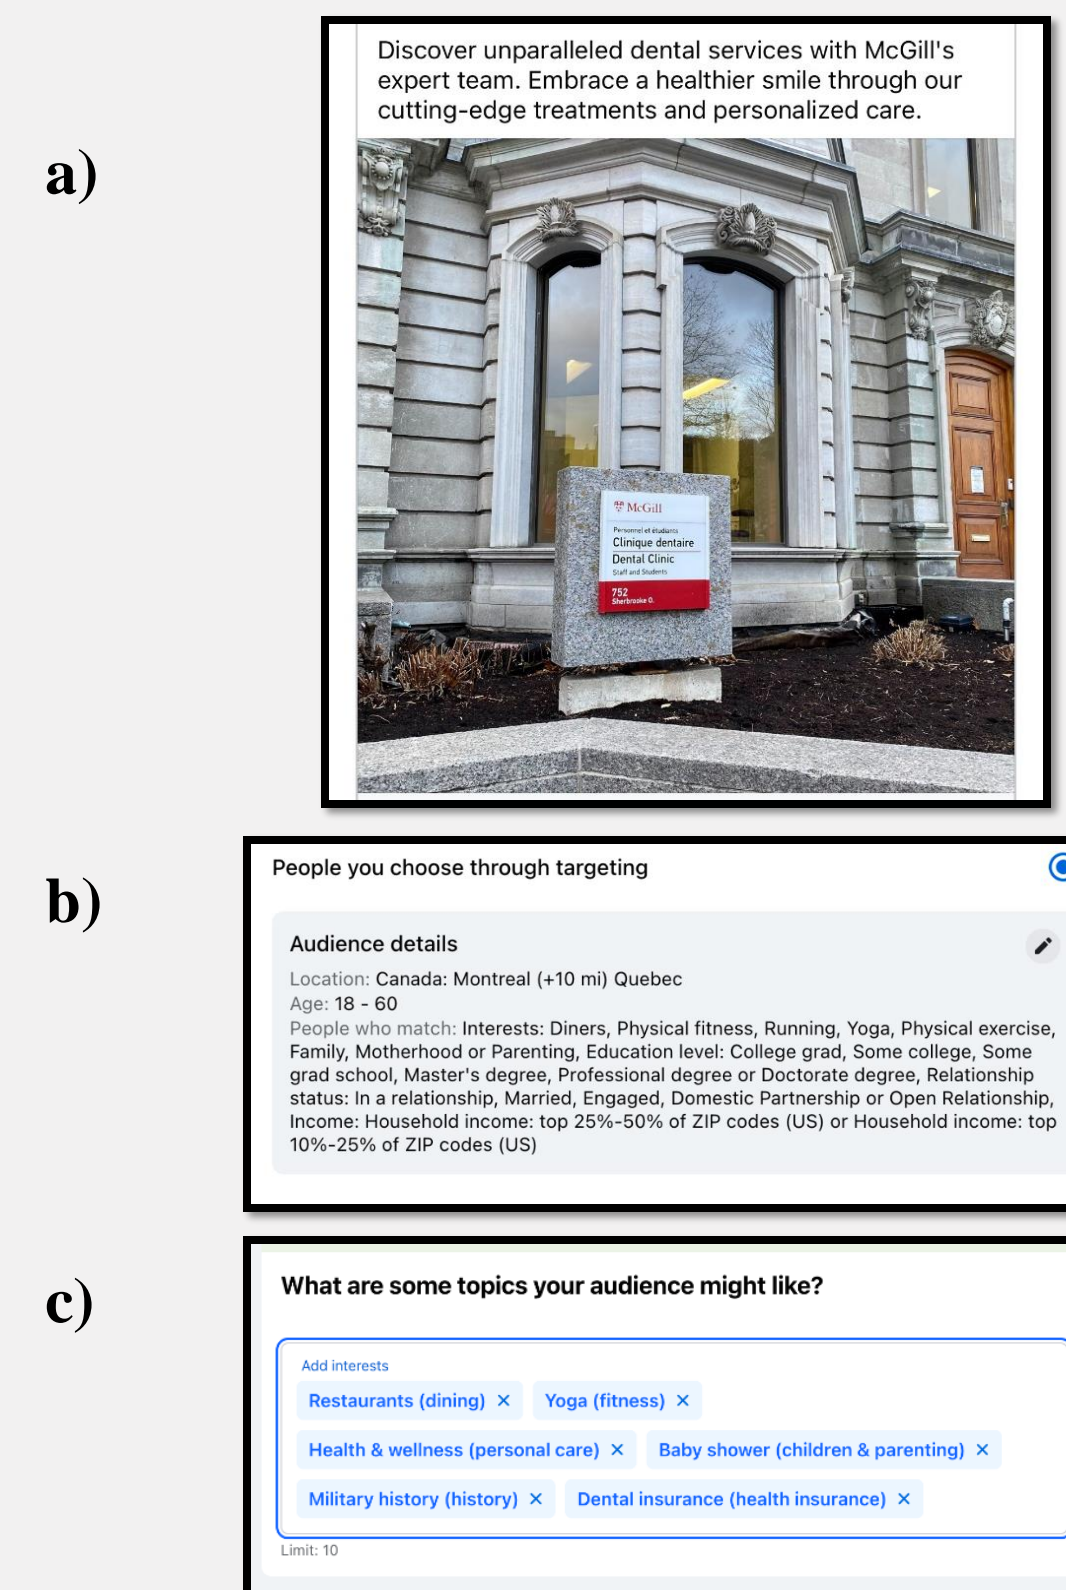 a)
Discover unparalleled dental services with McGill's
expert team. Embrace a healthier smile through our
cutting-edge treatments and personalized care.
McGill
Personnel et étudiants
Clinique dentaire
Dental Clinic
Staff and Students
752
Sherbrooke O.
b)
People you choose through targeting
Audience details
Location: Canada: Montreal (+10 mi) Quebec
Age: 18 - 60
People who match: Interests: Diners, Physical fitness, Running, Yoga, Physical exercise,
Family, Motherhood or Parenting, Education level: College grad, Some college, Some
grad school, Master's degree, Professional degree or Doctorate degree, Relationship
status: In a relationship, Married, Engaged, Domestic Partnership or Open Relationship,
Income: Household income: top 25%-50% of ZIP codes (US) or Household income: top
10%-25% of ZIP codes (US)
c)
What are some topics your audience might like?
Add interests
Restaurants (dining) ✕ Yoga (fitness) ✕
Health & wellness (personal care) ✕ Baby shower (children & parenting) ✕
Military history (history) ✕ Dental insurance (health insurance) ✕
Limit: 10